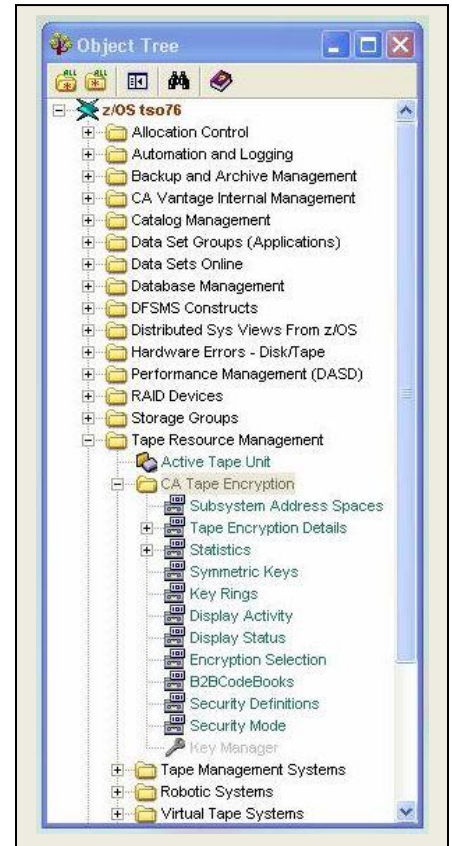 Object Tree
ALL ALL
z/OS tso76
Allocation Control
Automation and Logging
Backup and Archive Management
CA Vantage Internal Management
Catalog Management
Data Set Groups (Applications)
Data Sets Online
Database Management
DFSMS Constructs
Distributed Sys Views From z/OS
Hardware Errors - Disk/Tape
Performance Management (DASD)
RAID Devices
Storage Groups
Tape Resource Management
Active Tape Unit
CA Tape Encryption
Subsystem Address Spaces
Tape Encryption Details
Statistics
Symmetric Keys
Key Rings
Display Activity
Display Status
Encryption Selection
B2BCodeBooks
Security Definitions
Security Mode
Key Manager
Tape Management Systems
Robotic Systems
Virtual Tape Systems